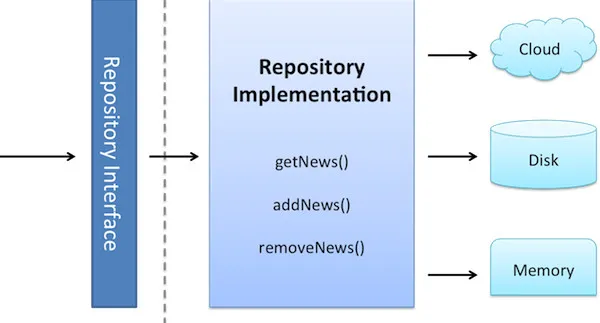 Repository Interface
Repository
Implementation
getNews()
addNews()
removeNews()
Cloud
Disk
Memory